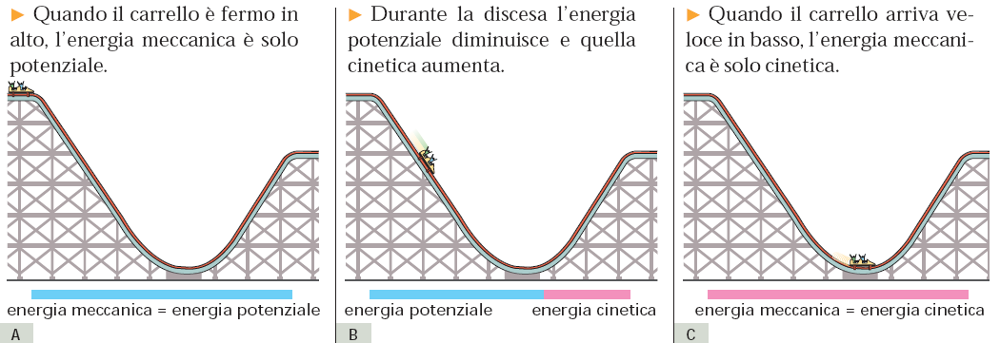 ► Quando il carrello è fermo in
alto, l'energia meccanica è solo
potenziale.
energia meccanica = energia potenziale
A
► Durante la discesa l'energia
potenziale diminuisce e quella
cinetica aumenta.
energia potenziale energia cinetica
B
► Quando il carrello arriva ve-
loce in basso, l'energia meccani-
ca è solo cinetica.
energia meccanica = energia cinetica
C